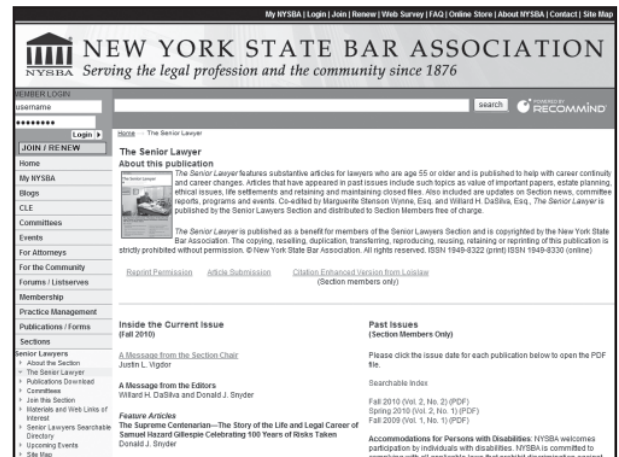 My NYSBA | Login | Join | Renew | Web Survey | FAQ | Online Store | About NYSBA | Contact | Site Map
NYSBA
NEW YORK STATE BAR ASSOCIATION
Serving the legal profession and the community since 1876
MEMBER LOGIN
username
Login
search
POWERED BY
RECOMMIND
JOIN / RENEW
Home
My NYSBA
Blogs
CLE
Committees
Events
For Attorneys
For the Community
Forums / Listserves
Membership
Practice Management
Publications / Forms
Sections
Senior Lawyers
About the Section
The Senior Lawyer
Publications Download
Committees
Join this Section
Materials and Web Links of
Interest
Senior Lawyers Searchable
Directory
Upcoming Events
Site Map
Home → The Senior Lawyer
The Senior Lawyer
About this publication
The Senior Lawyer features substantive articles for lawyers who are age 55 or older and is published to help with career continuity
and career changes. Articles that have appeared in past issues include such topics as value of important papers, estate planning,
ethical issues, life settlements and retaining and maintaining closed files. Also included are updates on Section news, committee
reports, programs and events. Co-edited by Marguerite Stenson Wynne, Esq., and Willard H. DaSilva, Esq., The Senior Lawyer is
published by the Senior Lawyers Section and distributed to Section Members free of charge.
The Senior Lawyer is published as a benefit for members of the Senior Lawyers Section and is copyrighted by the New York State
Bar Association. The copying, reselling, duplication, transferring, reproducing, reusing, retaining or reprinting of this publication is
strictly prohibited without permission. © New York State Bar Association. All rights reserved. ISSN 1949-8322 (print) ISSN 1949-8330 (online)
Reprint Permission Article Submission Citation Enhanced Version from Loislaw
(Section members only)
Inside the Current Issue
(Fall 2010)
A Message from the Section Chair
Justin L. Vigdor
A Message from the Editors
Willard H. DaSilva and Donald J. Snyder
Feature Articles
The Supreme Centenarian—The Story of the Life and Legal Career of
Samuel Hazard Gillespie Celebrating 100 Years of Risks Taken
Donald J. Snyder
Past Issues
(Section Members Only)
Please click the issue date for each publication below to open the PDF
file.
Searchable Index
Fall 2010 (Vol. 2, No. 2) (PDF)
Spring 2010 (Vol. 2, No. 1) (PDF)
Fall 2009 (Vol. 1, No. 1) (PDF)
Accommodations for Persons with Disabilities: NYSBA welcomes
participation by individuals with disabilities. NYSBA is committed to